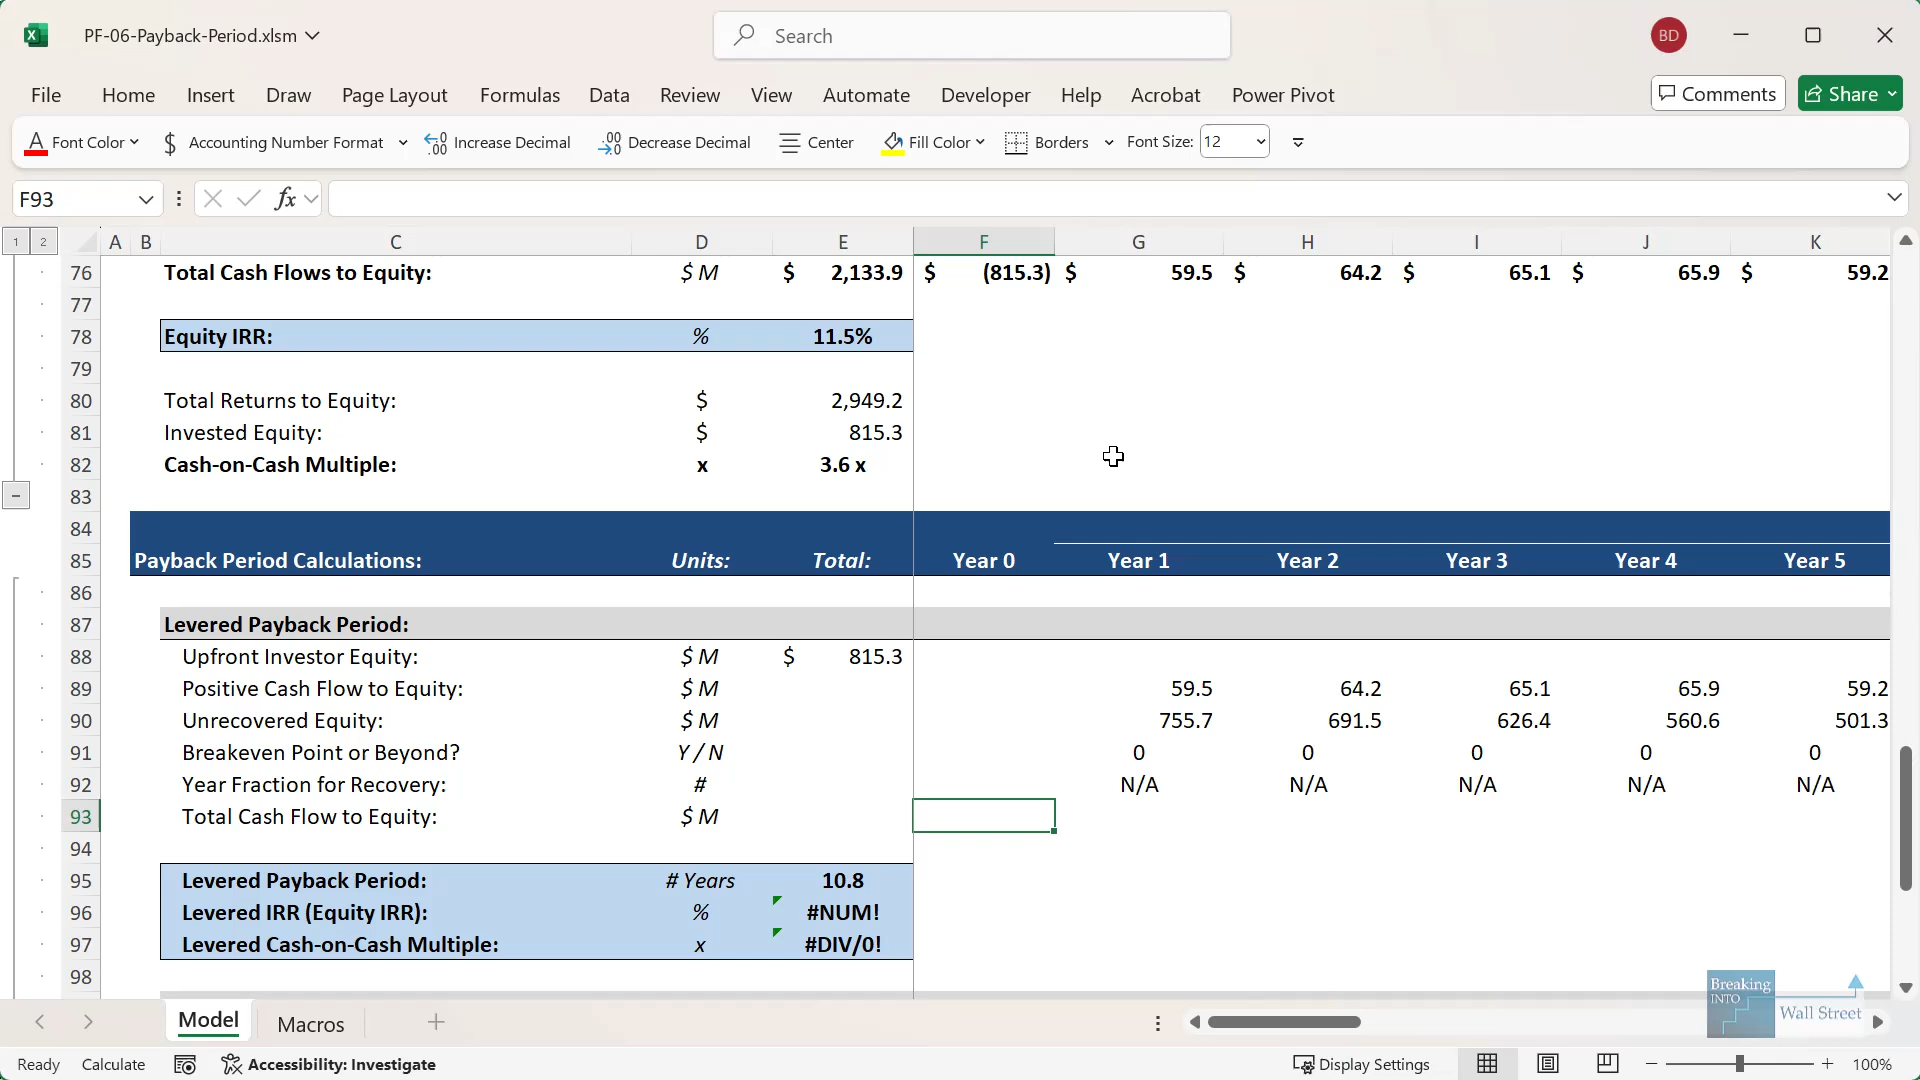 PF-06-Payback-Period.xlsm
Search
BD
File Home Insert Draw Page Layout Formulas Data Review View Automate Developer Help Acrobat Power Pivot
Comments
Share
Font Color
$ Accounting Number Format
Increase Decimal
Decrease Decimal
Center
Fill Color
Borders
Font Size: 12
F93
fx
1 2
A B C D E F G H I J K
76 Total Cash Flows to Equity: $ M $ 2,133.9 $ (815.3) $ 59.5 $ 64.2 $ 65.1 $ 65.9 $ 59.2
77
78 Equity IRR: % 11.5%
79
80 Total Returns to Equity: $ 2,949.2
81 Invested Equity: $ 815.3
82 Cash-on-Cash Multiple: x 3.6 x
83
84
85 Payback Period Calculations: Units: Total: Year 0 Year 1 Year 2 Year 3 Year 4 Year 5
86
87 Levered Payback Period:
88 Upfront Investor Equity: $ M $ 815.3
89 Positive Cash Flow to Equity: $ M 59.5 64.2 65.1 65.9 59.2
90 Unrecovered Equity: $ M 755.7 691.5 626.4 560.6 501.3
91 Breakeven Point or Beyond? Y / N 0 0 0 0 0
92 Year Fraction for Recovery: # N/A N/A N/A N/A N/A
93 Total Cash Flow to Equity: $ M
94
95 Levered Payback Period: # Years 10.8
96 Levered IRR (Equity IRR): % #NUM!
97 Levered Cash-on-Cash Multiple: x #DIV/0!
98
Breaking
INTO
Wall Street
Model Macros
Ready Calculate Accessibility: Investigate Display Settings 100%